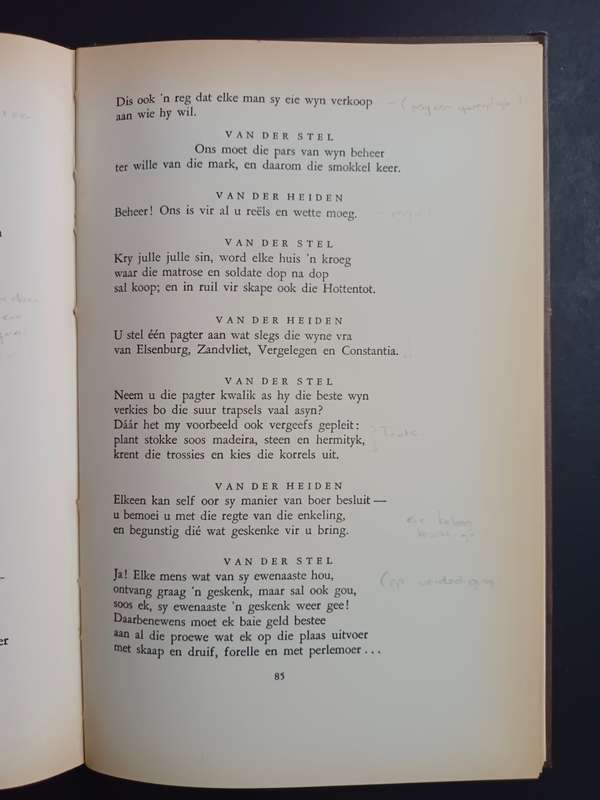 Dis ook 'n reg dat elke man sy eie wyn verkoop
aan wie hy wil.
VAN DER STEL
Ons moet die pars van wyn beheer
ter wille van die mark, en daarom die smokkel keer.
VAN DER HEIDEN
Beheer! Ons is vir al u reëls en wette moeg.
VAN DER STEL
Kry julle julle sin, word elke huis 'n kroeg
waar die matrose en soldate dop na dop
sal koop; en in ruil vir skape ook die Hottentot.
VAN DER HEIDEN
U stel één pagter aan wat slegs die wyne vra
van Elsenburg, Zandvliet, Vergelegen en Constantia.
VAN DER STEL
Neem u die pagter kwalik as hy die beste wyn
verkies bo die suur trapsels vaal asyn?
Dáár het my voorbeeld ook vergeefs gepleit:
plant stokke soos madeira, steen en hermityk,
krent die trossies en kies die korrels uit.
VAN DER HEIDEN
Elkeen kan self oor sy manier van boer besluit —
u bemoei u met die regte van die enkeling,
en begunstig dié wat geskenke vir u bring.
VAN DER STEL
Ja! Elke mens wat van sy ewenaaste hou,
ontvang graag 'n geskenk, maar sal ook gou,
soos ek, sy ewenaaste 'n geskenk weer gee!
Daarbenewens moet ek baie geld bestee
aan al die proewe wat ek op die plaas uitvoer
met skaap en druif, forelle en met perlemoer . . .
85